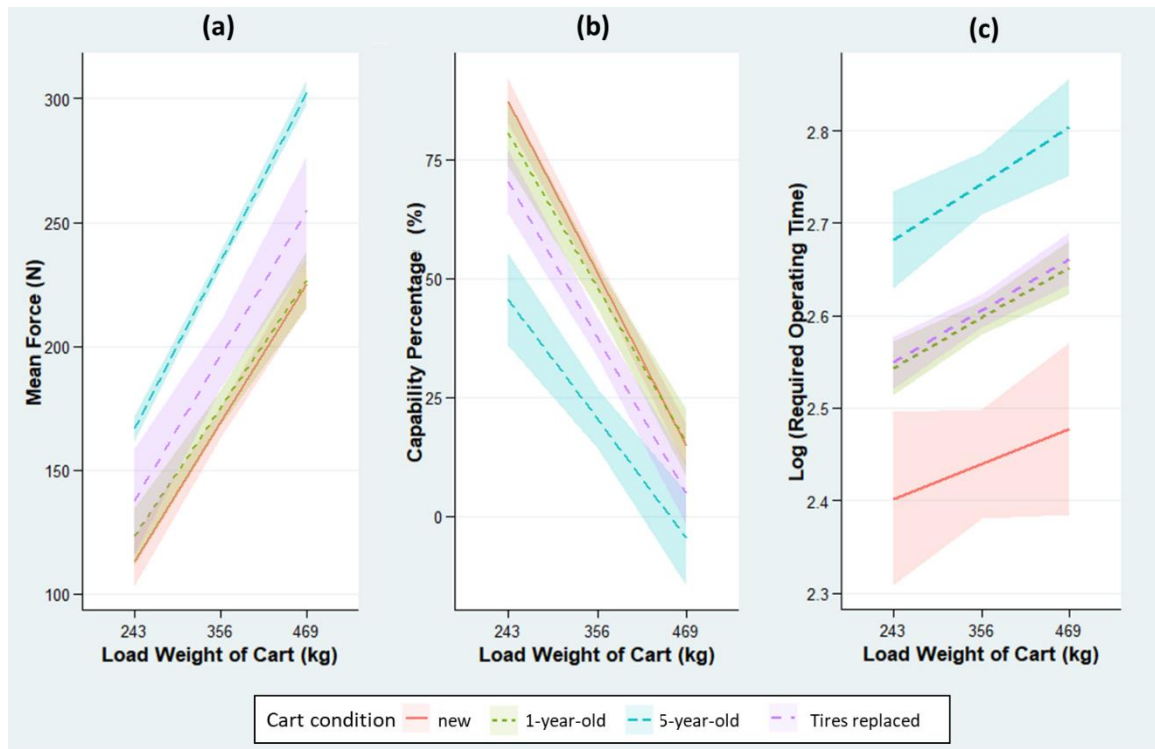 (a)
(b)
(c)
Mean Force (N)
300
250
200
150
100
243 356 469
Load Weight of Cart (kg)
Capability Percentage (%)
75
50
25
0
243 356 469
Load Weight of Cart (kg)
Log (Required Operating Time)
2.8
2.7
2.6
2.5
2.4
2.3
243 356 469
Load Weight of Cart (kg)
Cart condition new 1-year-old 5-year-old Tires replaced